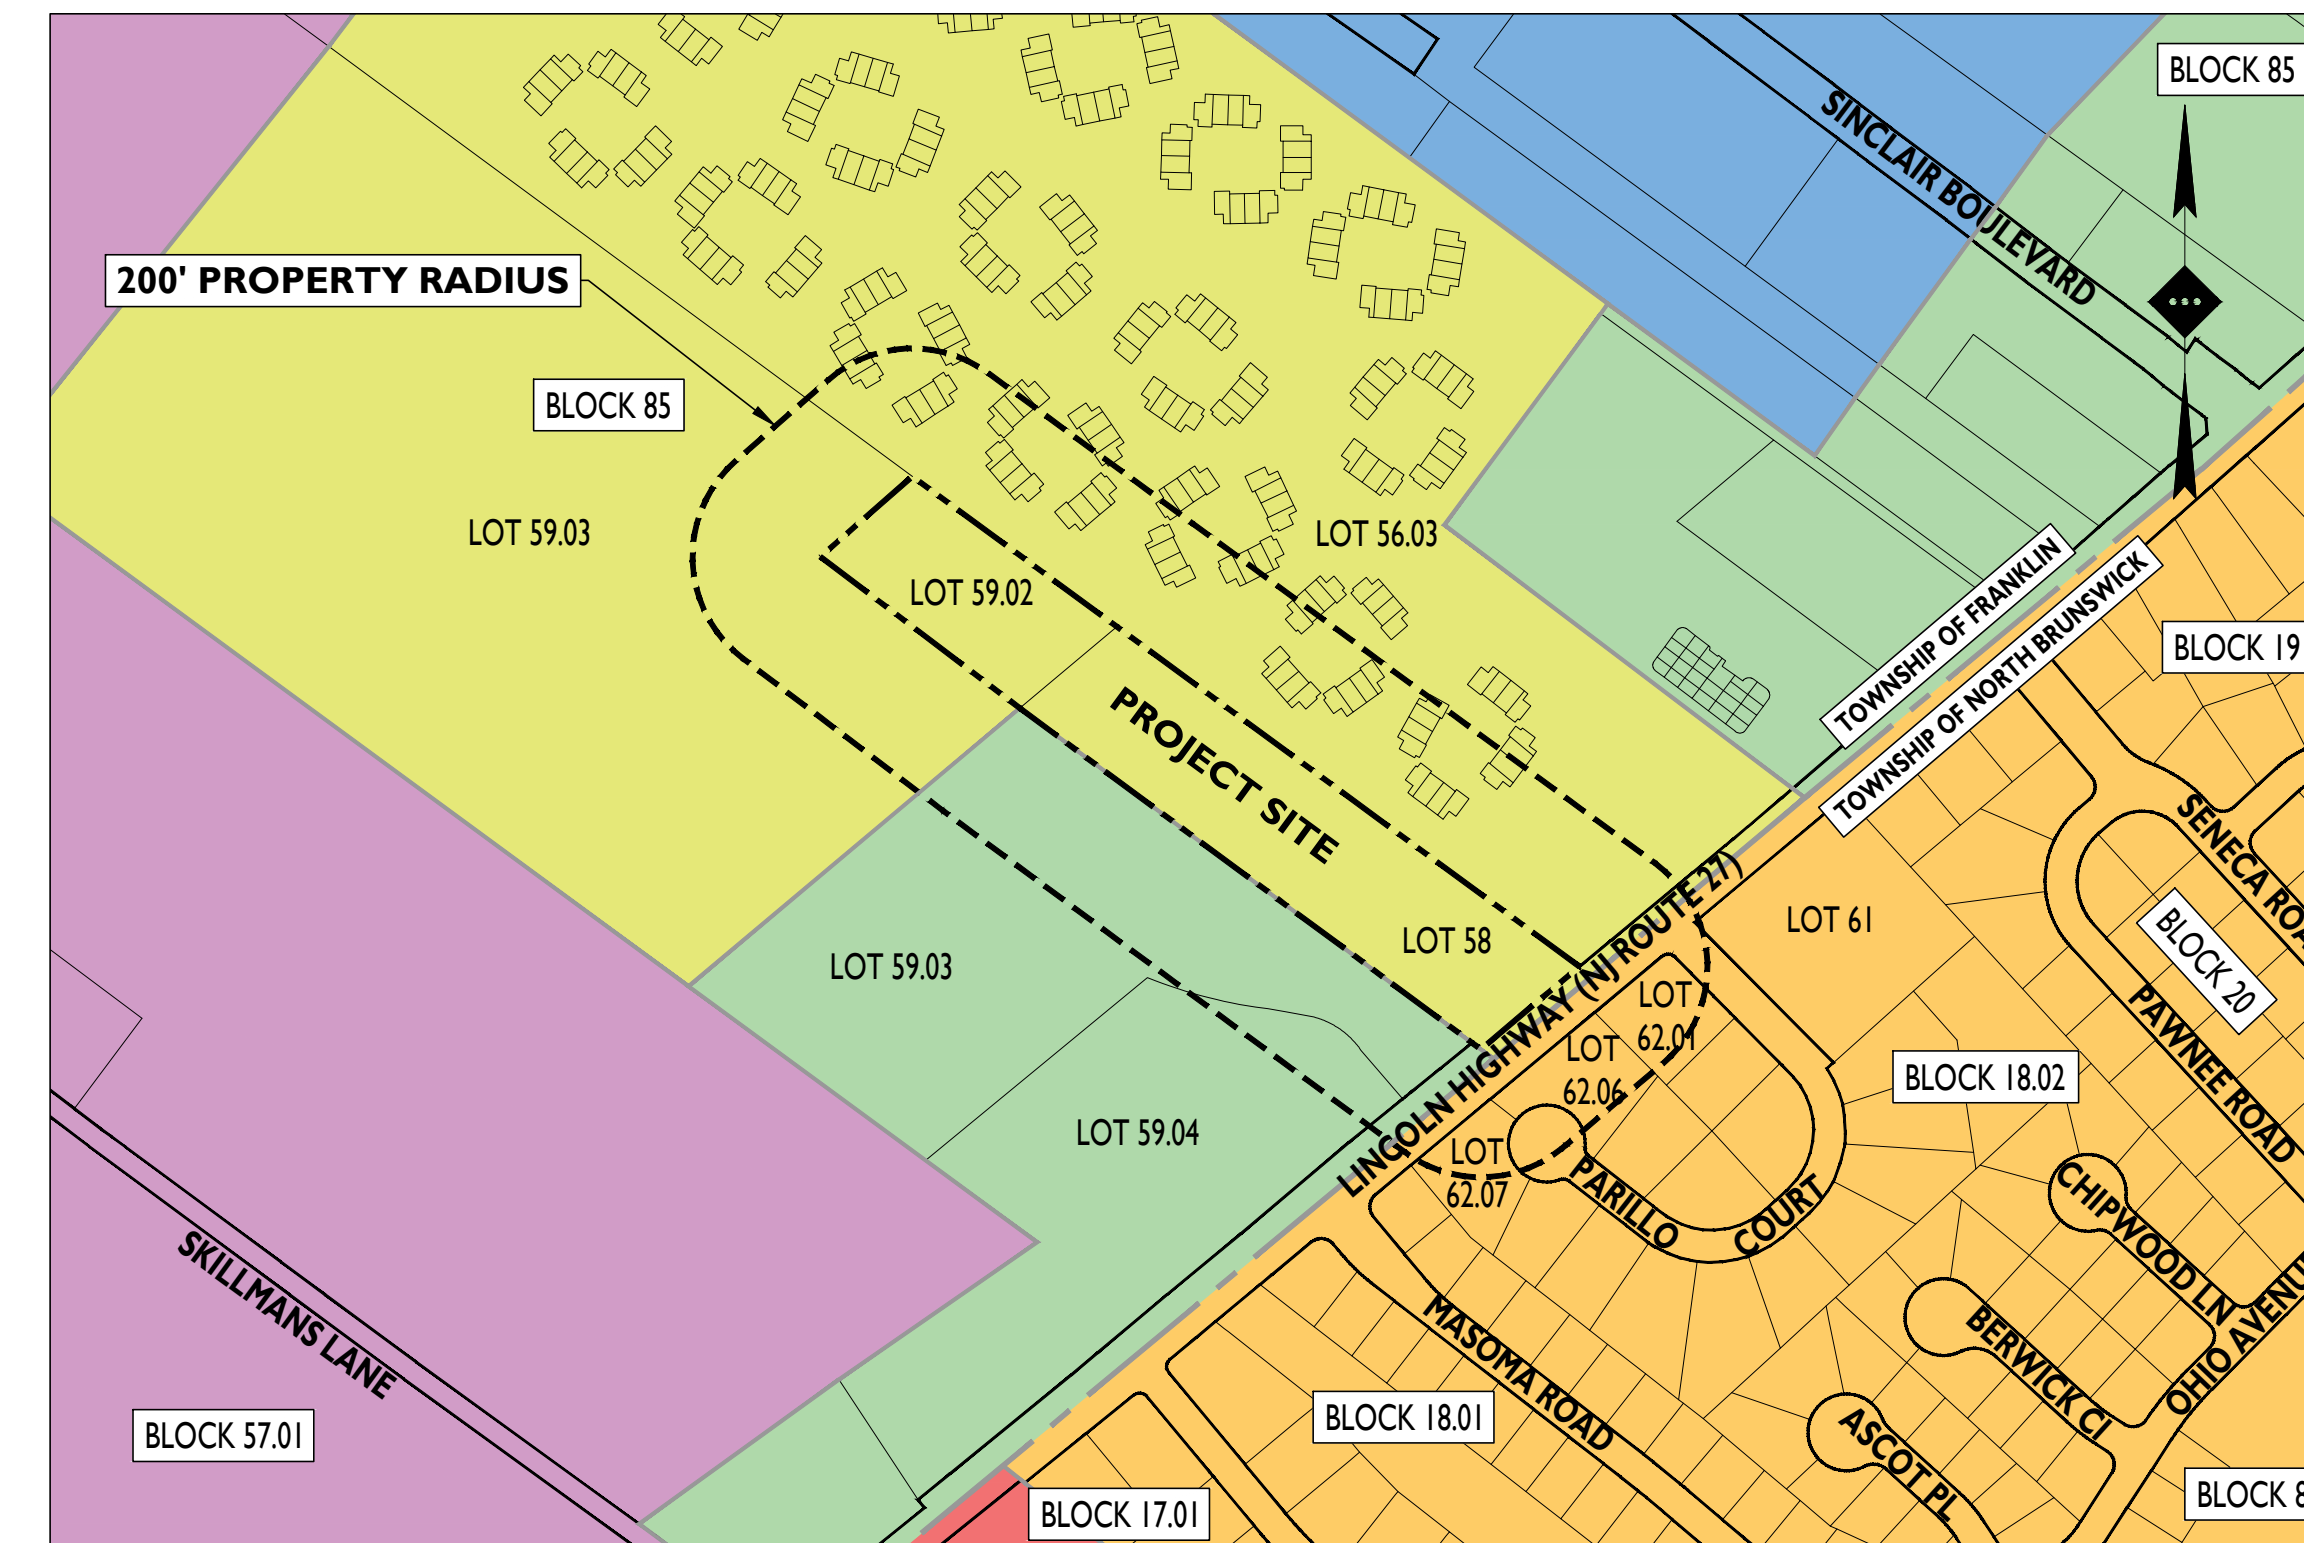 BLOCK 85
SINCLAIR BOULEVARD
200' PROPERTY RADIUS
BLOCK 85
LOT 59.03
LOT 56.03
LOT 59.02
TOWNSHIP OF FRANKLIN
TOWNSHIP OF NORTH BRUNSWICK
BLOCK 19
PROJECT SITE
SENECA ROA
LOT 58
LOT 61
BLOCK 20
LOT 59.03
LINCOLN HIGHWAY (NJ ROUTE 27)
LOT
62.01
LOT
62.06
PAWNEE ROAD
BLOCK 18.02
LOT 59.04
LOT
62.07
PARILLO
COURT
CHIPWOOD LN
SKILLMANS LANE
MASOMA ROAD
BERWICK CI
OHIO AVENU
BLOCK 57.01
BLOCK 18.01
ASCOT PL
BLOCK 17.01
BLOCK 8